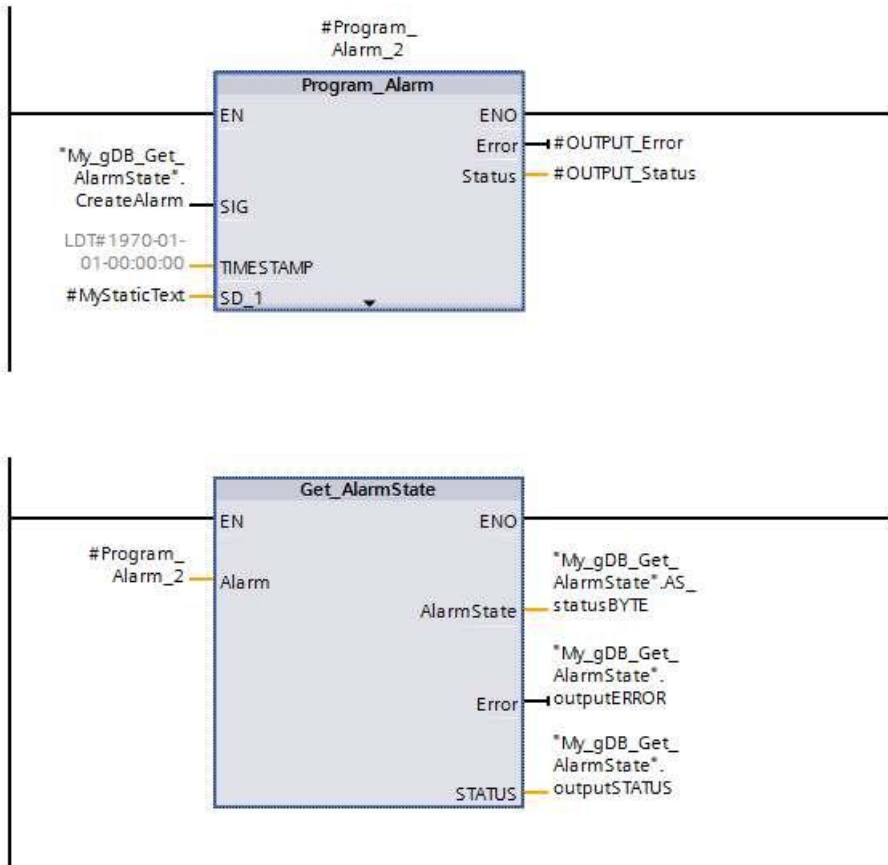 #Program_
Alarm_2
Program_Alarm
EN
ENO
Error
#OUTPUT_Error
"My_gDB_Get_
AlarmState".
CreateAlarm
Status
#OUTPUT_Status
SIG
LDT#1970-01-
01-00:00:00
TIMESTAMP
#MyStaticText
SD_1
Get_AlarmState
EN
ENO
#Program_
Alarm_2
Alarm
"My_gDB_Get_
AlarmState".AS_
statusBYTE
AlarmState
"My_gDB_Get_
AlarmState".
outputERROR
Error
"My_gDB_Get_
AlarmState".
outputSTATUS
STATUS